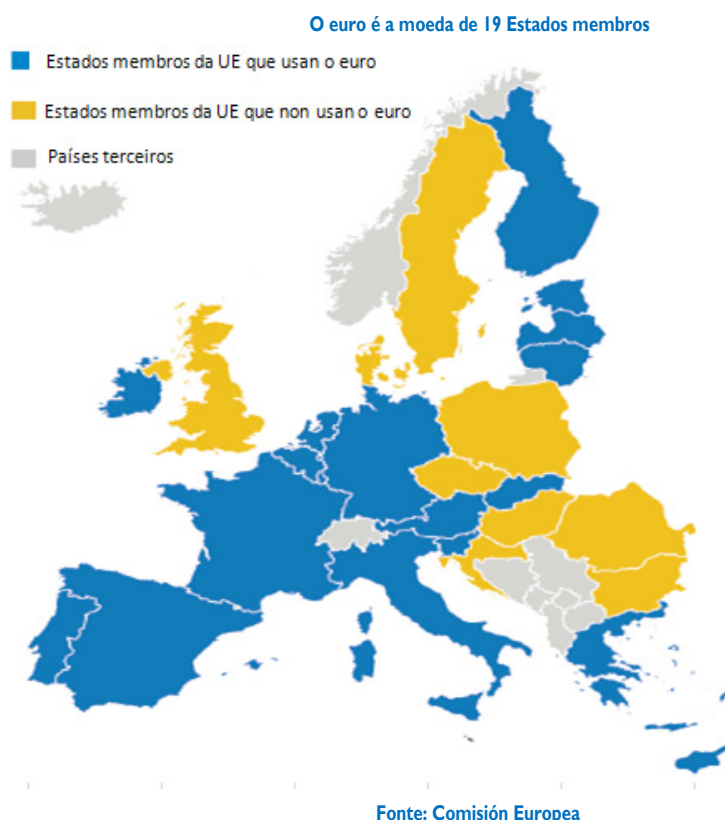 O euro é a moeda de 19 Estados membros
Estados membros da UE que usan o euro
Estados membros da UE que non usan o euro
Países terceiros
Fonte: Comisión Europea